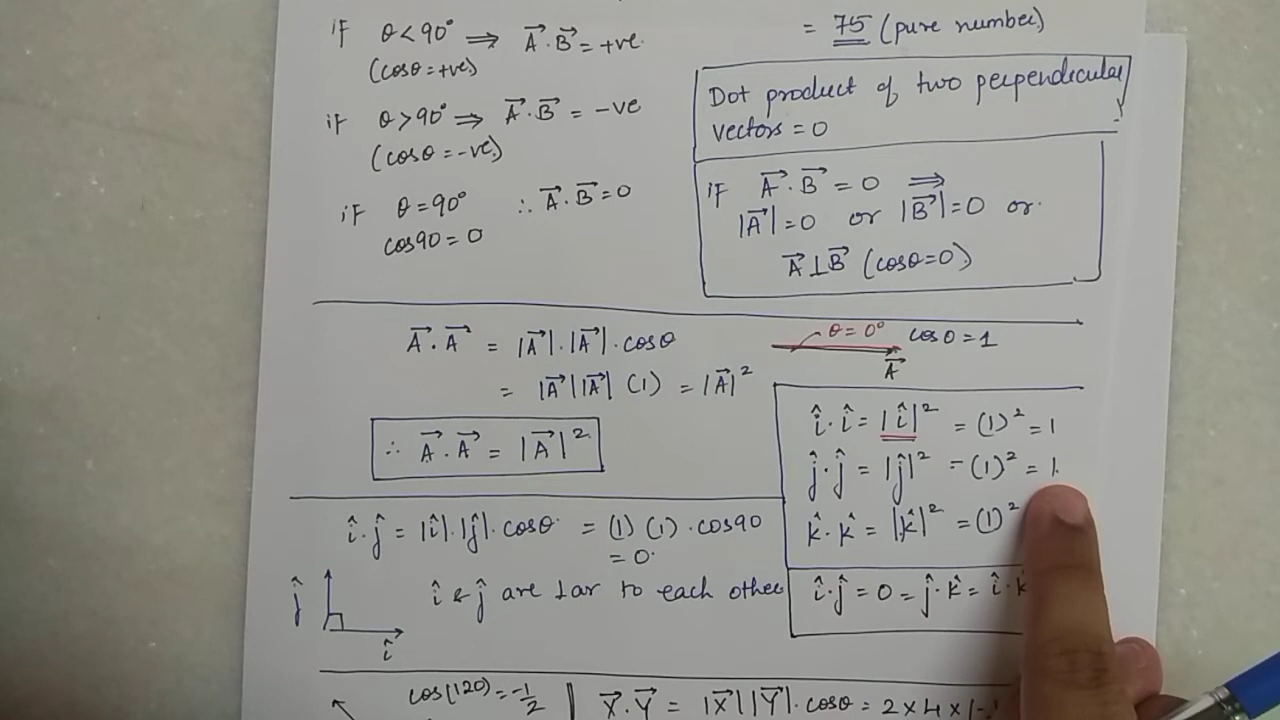 if θ < 90° ⟹ A⃗·B⃗ = +ve.
(cosθ = +ve)
if θ > 90° ⟹ A⃗·B⃗ = -ve
(cosθ = -ve)
if θ = 90° ∴ A⃗·B⃗ = 0
cos90 = 0
= 75 (pure number)
Dot product of two perpendicular
vectors = 0
if A⃗·B⃗ = 0 ⟹
|A⃗| = 0 or |B⃗| = 0 or
A⃗ ⊥ B⃗ (cosθ=0)
A⃗·A⃗ = |A⃗|·|A⃗|·cosθ
= |A⃗||A⃗| (1) = |A⃗|²
∴ A⃗·A⃗ = |A⃗|²
θ = 0° cos0 = 1
A⃗
î·î = |î|² = (1)² = 1
ĵ·ĵ = |ĵ|² = (1)² = 1
k̂·k̂ = |k̂|² = (1)²
î·ĵ = |î|·|ĵ|·cosθ = (1)(1)·cos90
= 0
ĵ
î
î & ĵ are ⊥ar to each other
î·ĵ = 0 = ĵ·k̂ = î·k̂
cos(120) = -1/2
X⃗·Y⃗ = |X⃗||Y⃗|·cosθ = 2×4×